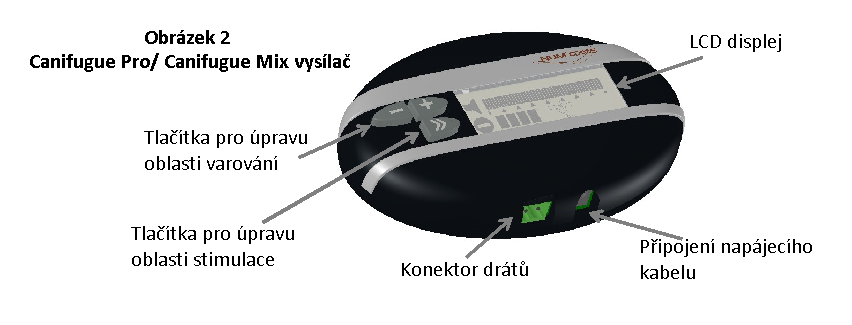 Obrázek 2
Canifugue Pro/ Canifugue Mix vysílač
LCD displej
Tlačítka pro úpravu
oblasti varování
Tlačítka pro úpravu
oblasti stimulace
Konektor drátů
Připojení napájecího
kabelu